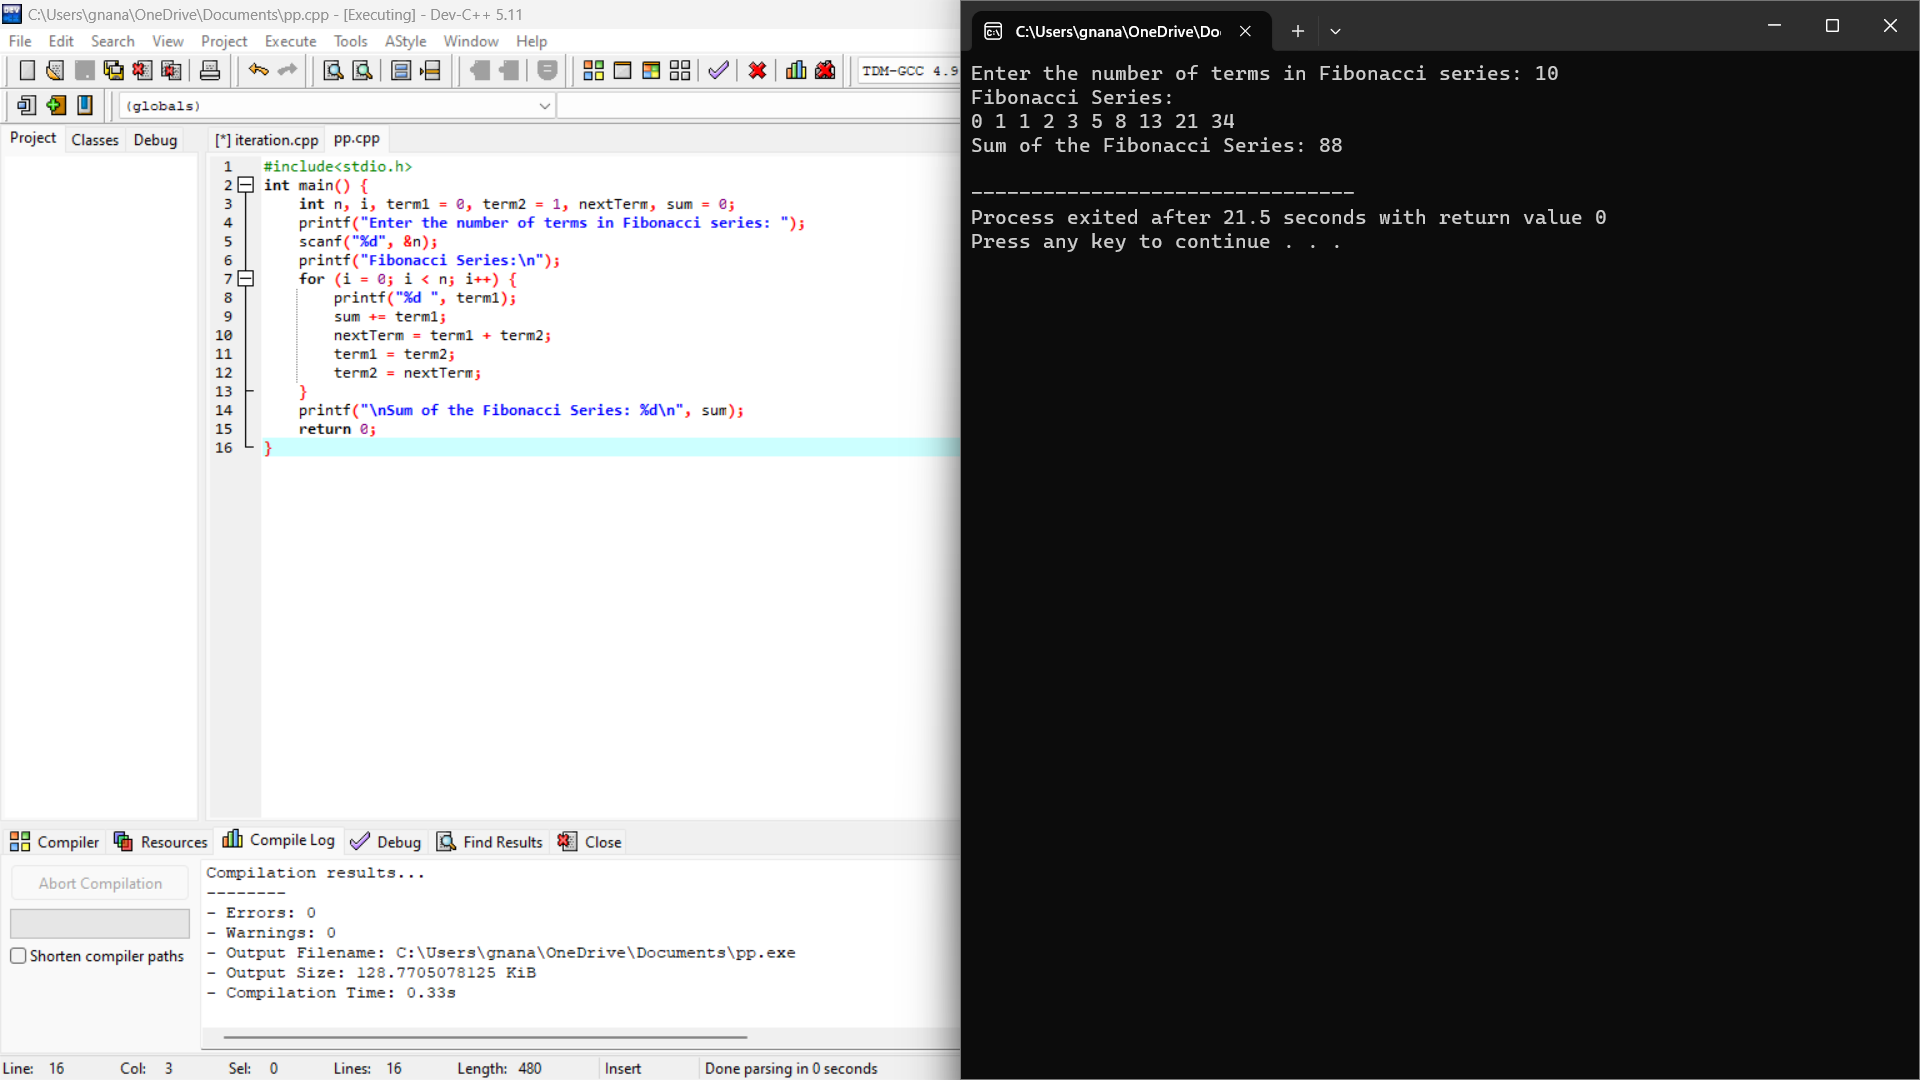 C:\Users\gnana\OneDrive\Documents\pp.cpp - [Executing] - Dev-C++ 5.11
File Edit Search View Project Execute Tools AStyle Window Help
TDM-GCC 4.9
(globals)
Project Classes Debug
[*] iteration.cpp pp.cpp
1 #include<stdio.h>
2 int main() {
3 int n, i, term1 = 0, term2 = 1, nextTerm, sum = 0;
4 printf("Enter the number of terms in Fibonacci series: ");
5 scanf("%d", &n);
6 printf("Fibonacci Series:\n");
7 for (i = 0; i < n; i++) {
8 printf("%d ", term1);
9 sum += term1;
10 nextTerm = term1 + term2;
11 term1 = term2;
12 term2 = nextTerm;
13 }
14 printf("\nSum of the Fibonacci Series: %d\n", sum);
15 return 0;
16 }
Compiler Resources Compile Log Debug Find Results Close
Abort Compilation
Shorten compiler paths
Compilation results...
--------
- Errors: 0
- Warnings: 0
- Output Filename: C:\Users\gnana\OneDrive\Documents\pp.exe
- Output Size: 128.7705078125 KiB
- Compilation Time: 0.33s
Line: 16 Col: 3 Sel: 0 Lines: 16 Length: 480 Insert Done parsing in 0 seconds
C:\Users\gnana\OneDrive\Do
Enter the number of terms in Fibonacci series: 10
Fibonacci Series:
0 1 1 2 3 5 8 13 21 34
Sum of the Fibonacci Series: 88
--------------------------------
Process exited after 21.5 seconds with return value 0
Press any key to continue . . .